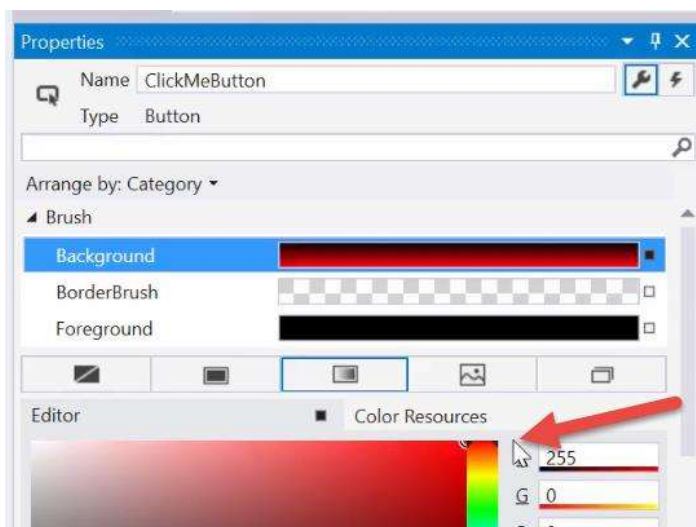 Properties
Name ClickMeButton
Type Button
Arrange by: Category
Brush
Background
BorderBrush
Foreground
Editor Color Resources
255
G 0